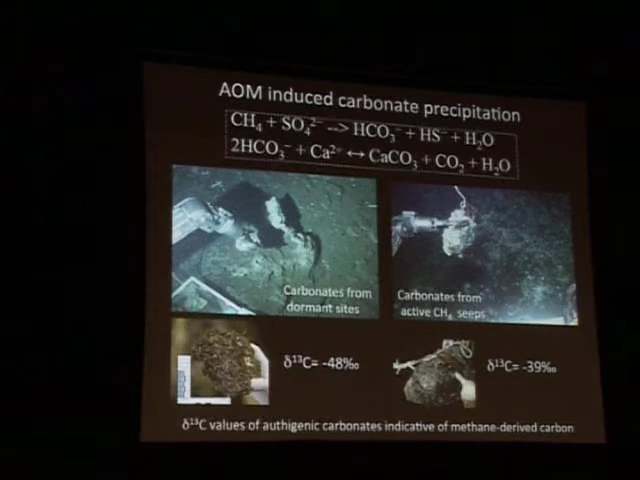 AOM induced carbonate precipitation
CH₄ + SO₄²⁻ --> HCO₃⁻ + HS⁻ + H₂O
2HCO₃⁻ + Ca²⁺ ↔ CaCO₃ + CO₂ + H₂O
Carbonates from
dormant sites
Carbonates from
active CH₄ seeps
δ¹³C= -48‰
δ¹³C= -39‰
δ¹³C values of authigenic carbonates indicative of methane-derived carbon